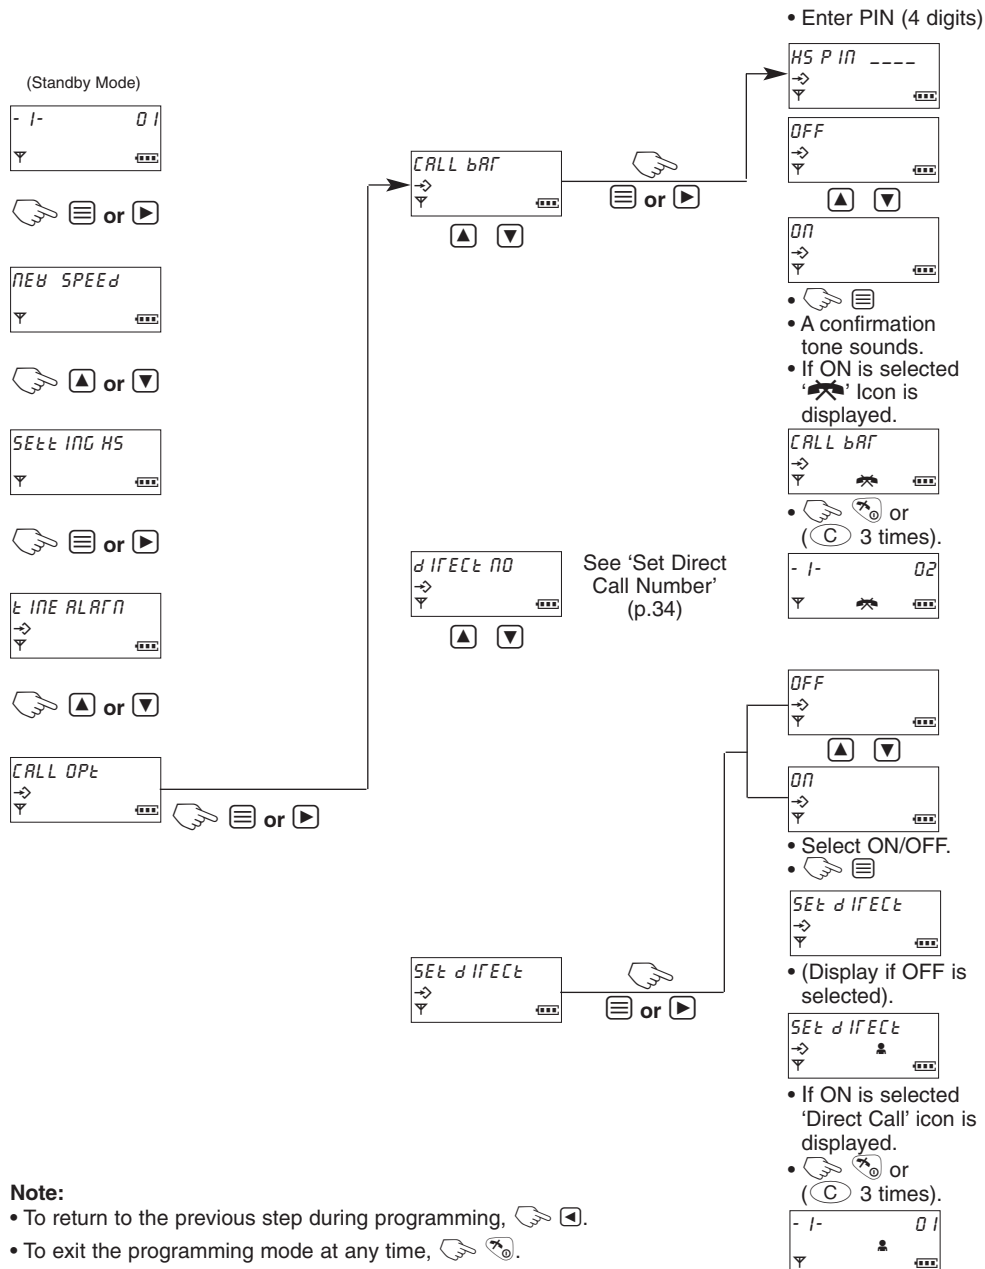 (Standby Mode)
- 1- 01
or
NEW SPEEd
or
SEtt ING HS
or
t IME ALArM
or
CALL OPt
or
CALL bAr
or
dIrECt NO
See 'Set Direct
Call Number'
(p.34)
SEt dIrECt
or
• Enter PIN (4 digits)
HS PIN _ _ _ _
OFF
ON
•
• A confirmation
tone sounds.
• If ON is selected
‘ ’ Icon is
displayed.
CALL bAr
• or
( C 3 times).
- 1- 02
OFF
ON
• Select ON/OFF.
•
SEt dIrECt
• (Display if OFF is
selected).
SEt dIrECt
• If ON is selected
'Direct Call' icon is
displayed.
• or
( C 3 times).
- 1- 01
Note:
• To return to the previous step during programming, .
• To exit the programming mode at any time, .